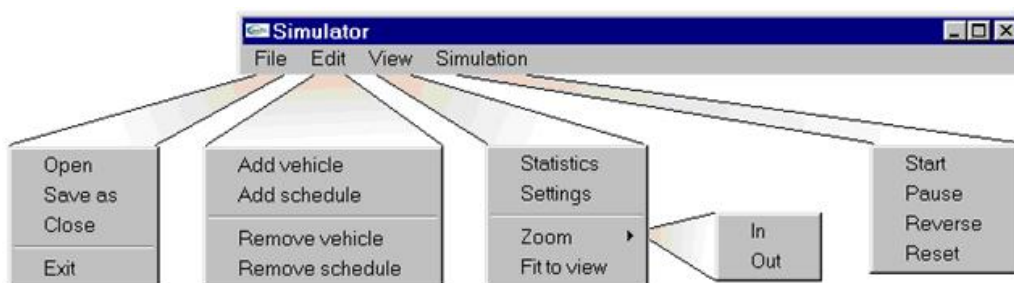 Simulator
File Edit View Simulation
Open
Save as
Close
Exit
Add vehicle
Add schedule
Remove vehicle
Remove schedule
Statistics
Settings
Zoom
Fit to view
In
Out
Start
Pause
Reverse
Reset